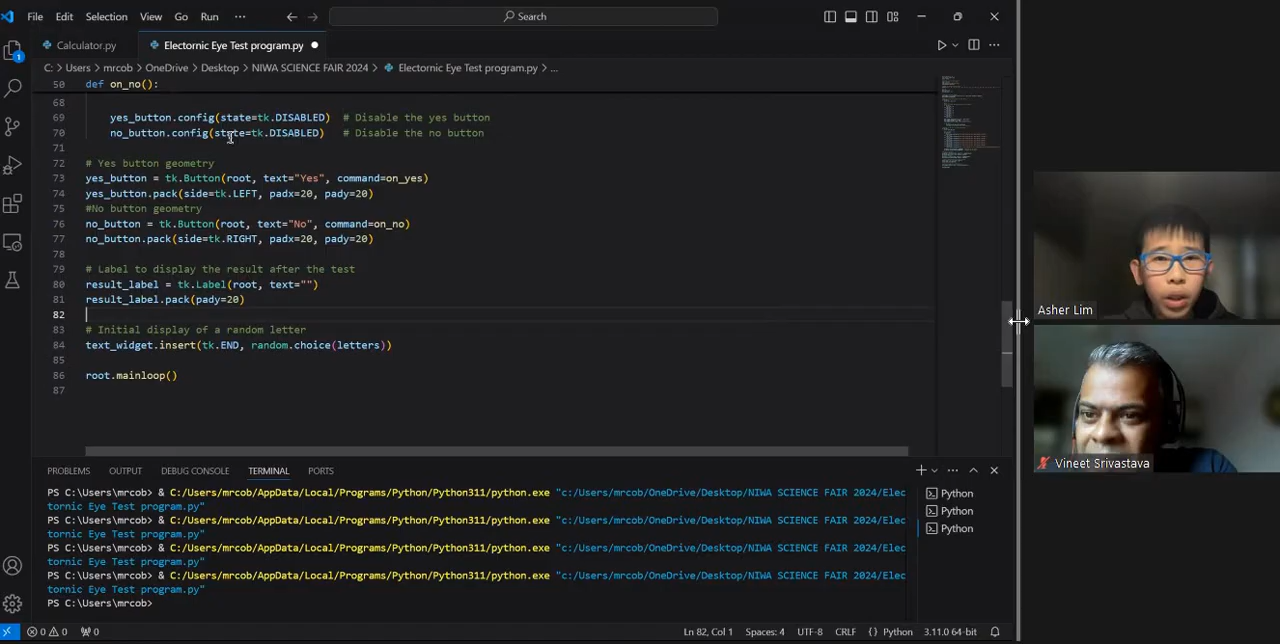 File Edit Selection View Go Run ··· Search
Calculator.py Electornic Eye Test program.py
C: > Users > mrcob > OneDrive > Desktop > NIWA SCIENCE FAIR 2024 > Electornic Eye Test program.py > ...
50 def on_no():
68
69 yes_button.config(state=tk.DISABLED) # Disable the yes button
70 no_button.config(state=tk.DISABLED) # Disable the no button
71
72 # Yes button geometry
73 yes_button = tk.Button(root, text="Yes", command=on_yes)
74 yes_button.pack(side=tk.LEFT, padx=20, pady=20)
75 #No button geometry
76 no_button = tk.Button(root, text="No", command=on_no)
77 no_button.pack(side=tk.RIGHT, padx=20, pady=20)
78
79 # Label to display the result after the test
80 result_label = tk.Label(root, text="")
81 result_label.pack(pady=20)
82
83 # Initial display of a random letter
84 text_widget.insert(tk.END, random.choice(letters))
85
86 root.mainloop()
87
Asher Lim
Vineet Srivastava
PROBLEMS OUTPUT DEBUG CONSOLE TERMINAL PORTS
PS C:\Users\mrcob> & C:/Users/mrcob/AppData/Local/Programs/Python/Python311/python.exe "c:/Users/mrcob/OneDrive/Desktop/NIWA SCIENCE FAIR 2024/Elec
tornic Eye Test program.py"
PS C:\Users\mrcob> & C:/Users/mrcob/AppData/Local/Programs/Python/Python311/python.exe "c:/Users/mrcob/OneDrive/Desktop/NIWA SCIENCE FAIR 2024/Elec
tornic Eye Test program.py"
PS C:\Users\mrcob> & C:/Users/mrcob/AppData/Local/Programs/Python/Python311/python.exe "c:/Users/mrcob/OneDrive/Desktop/NIWA SCIENCE FAIR 2024/Elec
tornic Eye Test program.py"
PS C:\Users\mrcob> & C:/Users/mrcob/AppData/Local/Programs/Python/Python311/python.exe "c:/Users/mrcob/OneDrive/Desktop/NIWA SCIENCE FAIR 2024/Elec
tornic Eye Test program.py"
PS C:\Users\mrcob>
Python
Python
Python
1
0 0 0 Ln 82, Col 1 Spaces: 4 UTF-8 CRLF {} Python 3.11.0 64-bit